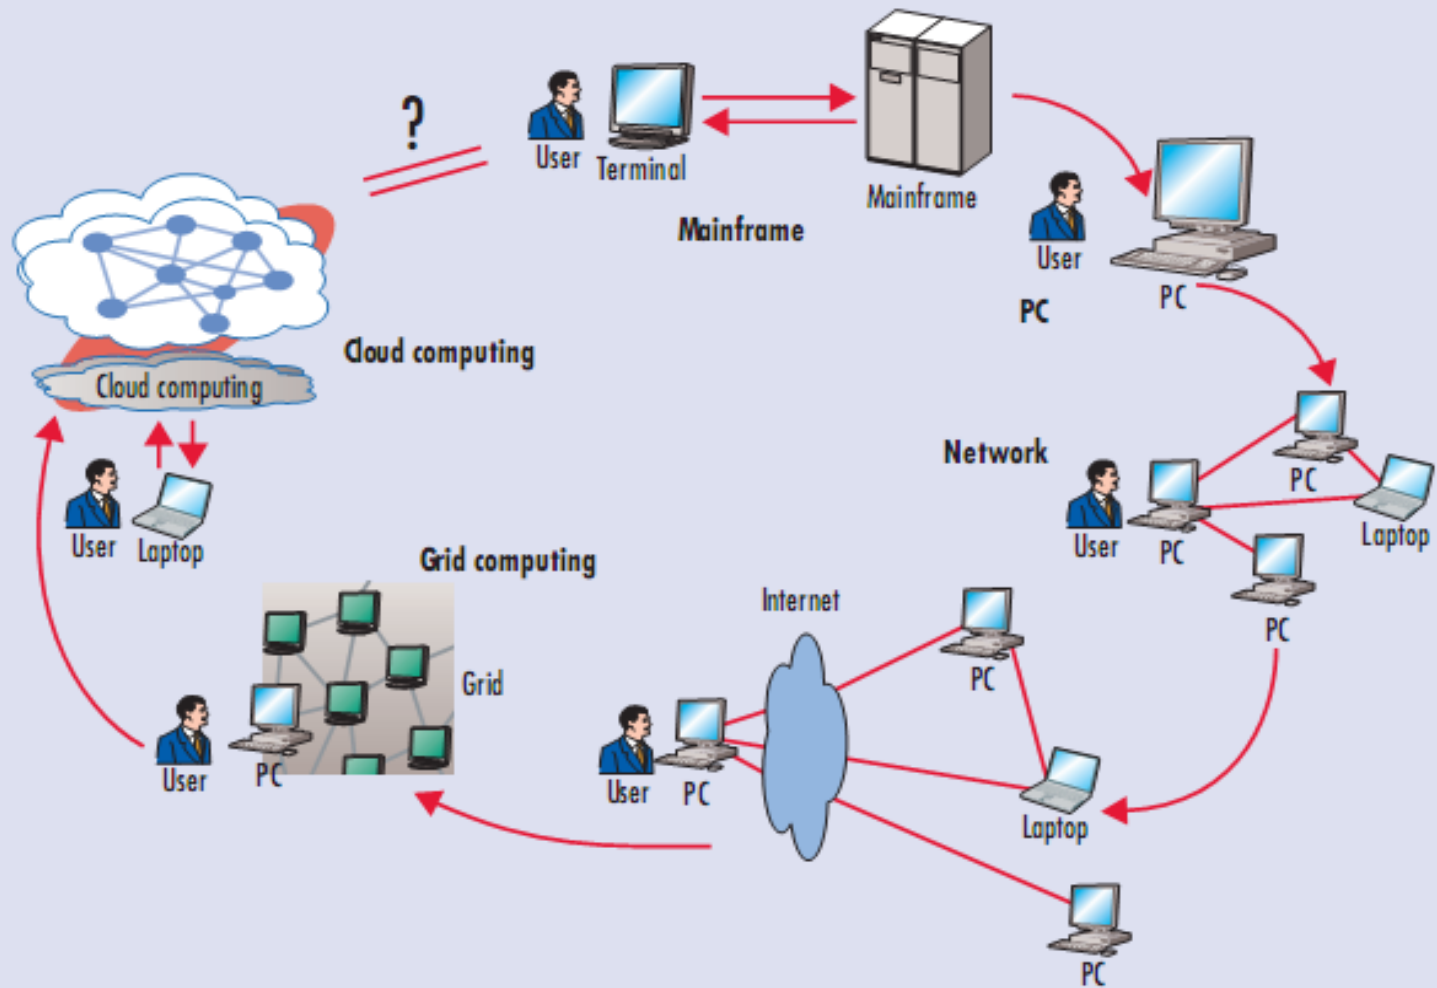 ?
User
Terminal
Mainframe
Mainframe
User
PC
PC
Cloud computing
Cloud computing
User
Laptop
Network
PC
Laptop
User
PC
PC
Grid computing
Grid
User
PC
Internet
PC
User
PC
Laptop
PC